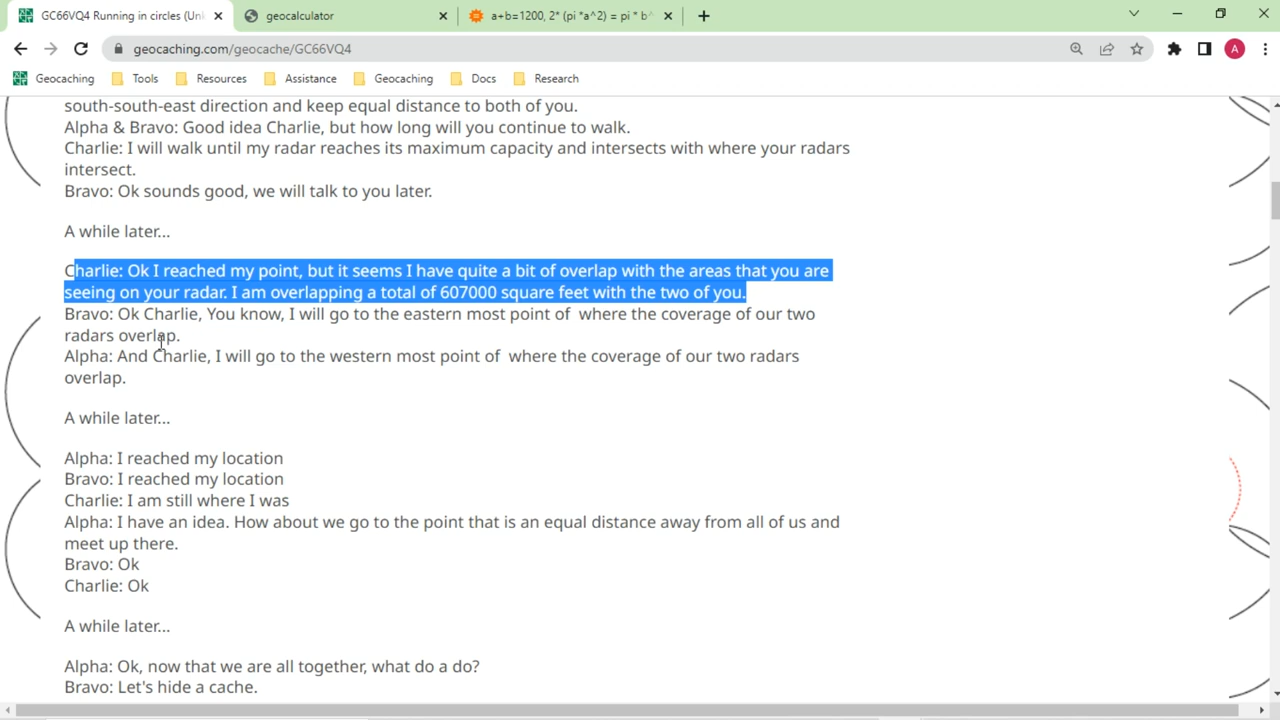 GC66VQ4 Running in circles (Unk
geocalculator
a+b=1200, 2* (pi *a^2) = pi * b^
geocaching.com/geocache/GC66VQ4
A
Geocaching
Tools
Resources
Assistance
Geocaching
Docs
Research
south-south-east direction and keep equal distance to both of you.
Alpha & Bravo: Good idea Charlie, but how long will you continue to walk.
Charlie: I will walk until my radar reaches its maximum capacity and intersects with where your radars
intersect.
Bravo: Ok sounds good, we will talk to you later.
A while later...
Charlie: Ok I reached my point, but it seems I have quite a bit of overlap with the areas that you are
seeing on your radar. I am overlapping a total of 607000 square feet with the two of you.
Bravo: Ok Charlie, You know, I will go to the eastern most point of  where the coverage of our two
radars overlap.
Alpha: And Charlie, I will go to the western most point of  where the coverage of our two radars
overlap.
A while later...
Alpha: I reached my location
Bravo: I reached my location
Charlie: I am still where I was
Alpha: I have an idea. How about we go to the point that is an equal distance away from all of us and
meet up there.
Bravo: Ok
Charlie: Ok
A while later...
Alpha: Ok, now that we are all together, what do a do?
Bravo: Let's hide a cache.